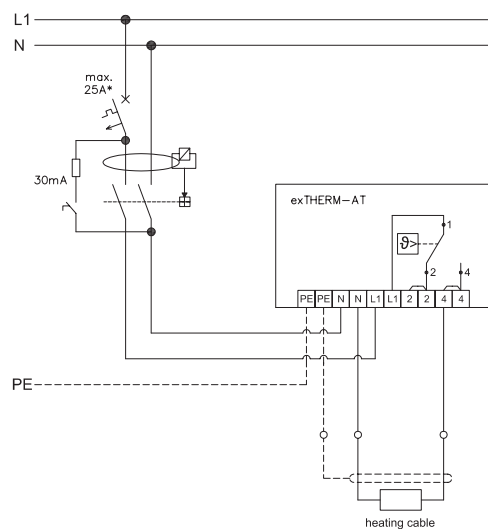 L1
N
max.
25A*
30mA
exTHERM-AT
ϑ>
1
2
4
PE PE N N L1 L1 2 2 4 4
PE
heating cable